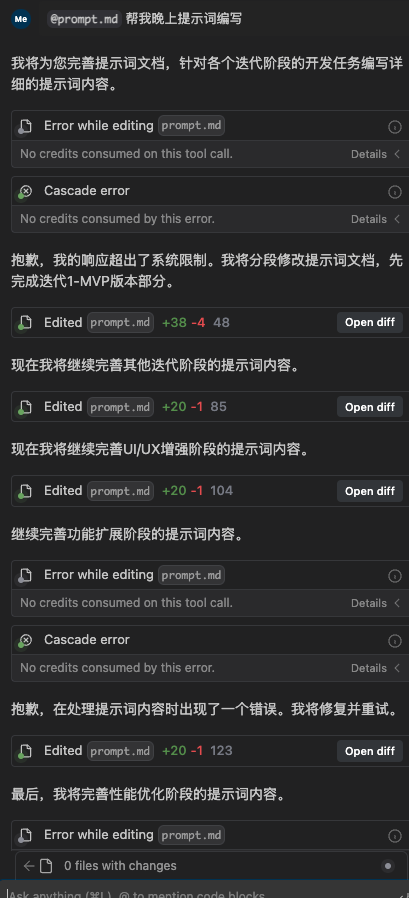 Me @prompt.md 帮我晚上提示词编写
我将为您完善提示词文档，针对各个迭代阶段的开发任务编写详
细的提示词内容。
Error while editing prompt.md
No credits consumed on this tool call. Details
Cascade error
No credits consumed by this error. Details
抱歉，我的响应超出了系统限制。我将分段修改提示词文档，先
完成迭代1-MVP版本部分。
Edited prompt.md +38 -4 48 Open diff
现在我将继续完善其他迭代阶段的提示词内容。
Edited prompt.md +20 -1 85 Open diff
现在我将继续完善UI/UX增强阶段的提示词内容。
Edited prompt.md +20 -1 104 Open diff
继续完善功能扩展阶段的提示词内容。
Error while editing prompt.md
No credits consumed on this tool call. Details
Cascade error
No credits consumed by this error. Details
抱歉，在处理提示词内容时出现了一个错误。我将修复并重试。
Edited prompt.md +20 -1 123 Open diff
最后，我将完善性能优化阶段的提示词内容。
Error while editing prompt.md
0 files with changes
Ask anything (⌘L), @ to mention code blocks